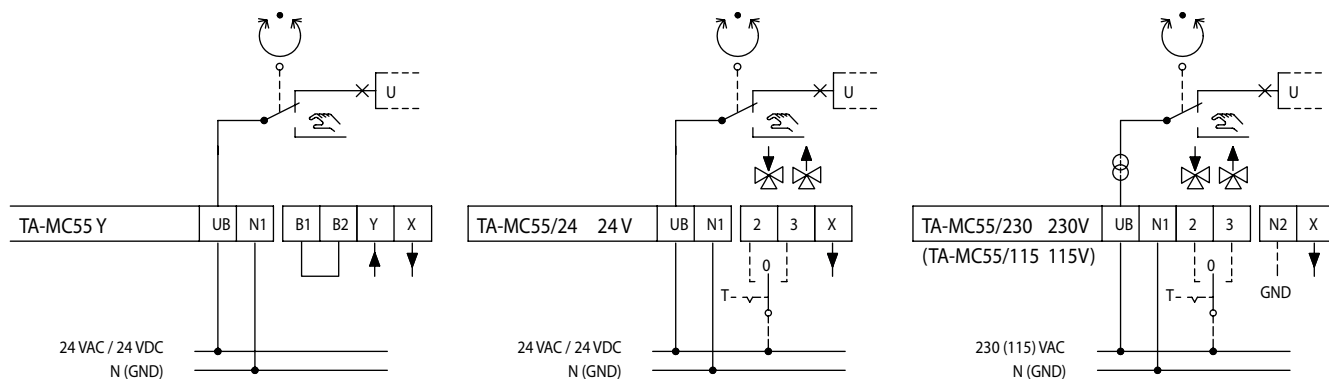 U
TA-MC55 Y
UB
N1
B1
B2
Y
X
24 VAC / 24 VDC
N (GND)
U
TA-MC55/24 24 V
UB
N1
2
3
X
0
T
24 VAC / 24 VDC
N (GND)
U
TA-MC55/230 230V
UB
N1
2
3
N2
X
(TA-MC55/115 115V)
0
T
GND
230 (115) VAC
N (GND)